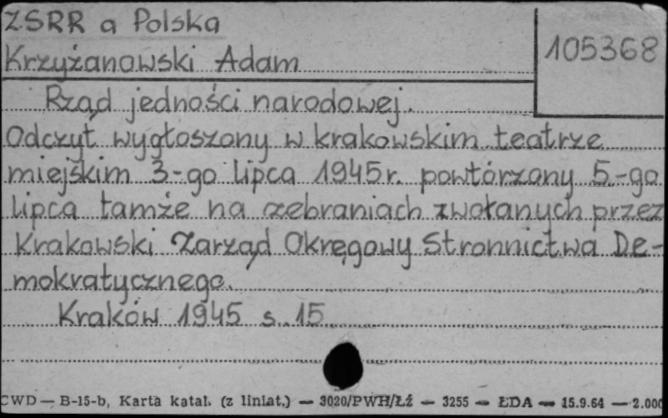 ZSRR a Polska
105368
Krzyżanowski Adam
Rząd jedności narodowej.
Odczyt wygłoszony w krakowskim teatrze
miejskim 3-go lipca 1945 r. powtórzony 5-go
lipca tamże na zebraniach zwołanych przez
Krakowski Zarząd Okręgowy Stronnictwa De-
mokratycznego.
Kraków 1945 s. 15
CWD — B-15-b, Karta katal. (z liniat.) — 3020/PWH/Łź — 3255 — ŁDA — 15.9.64 — 2.000